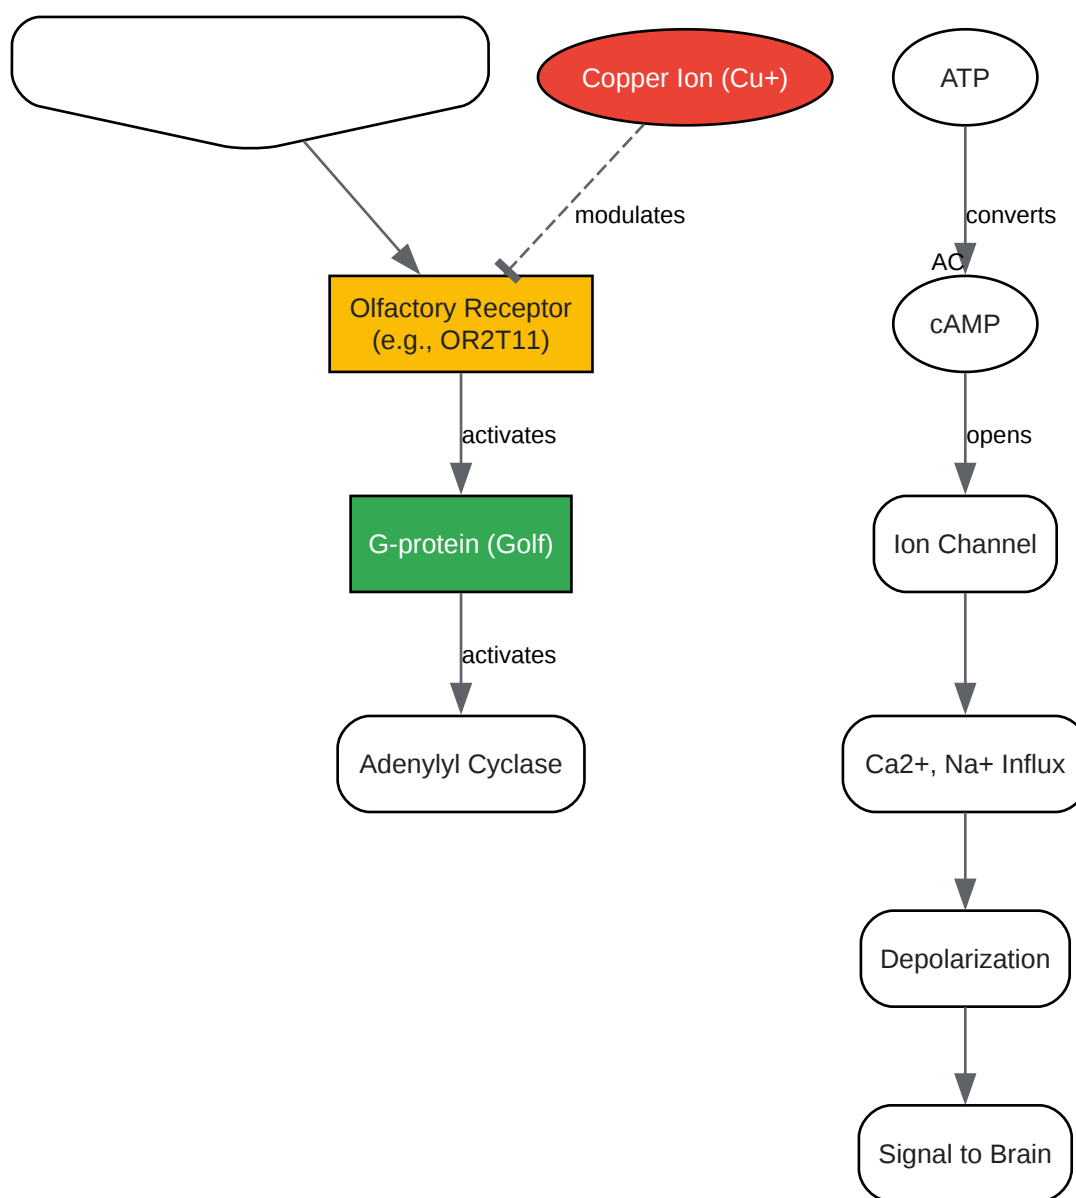 Copper Ion (Cu+)
ATP
modulates
converts
AC
Olfactory Receptor
(e.g., OR2T11)
cAMP
activates
opens
G-protein (Golf)
Ion Channel
activates
Adenylyl Cyclase
Ca2+, Na+ Influx
Depolarization
Signal to Brain